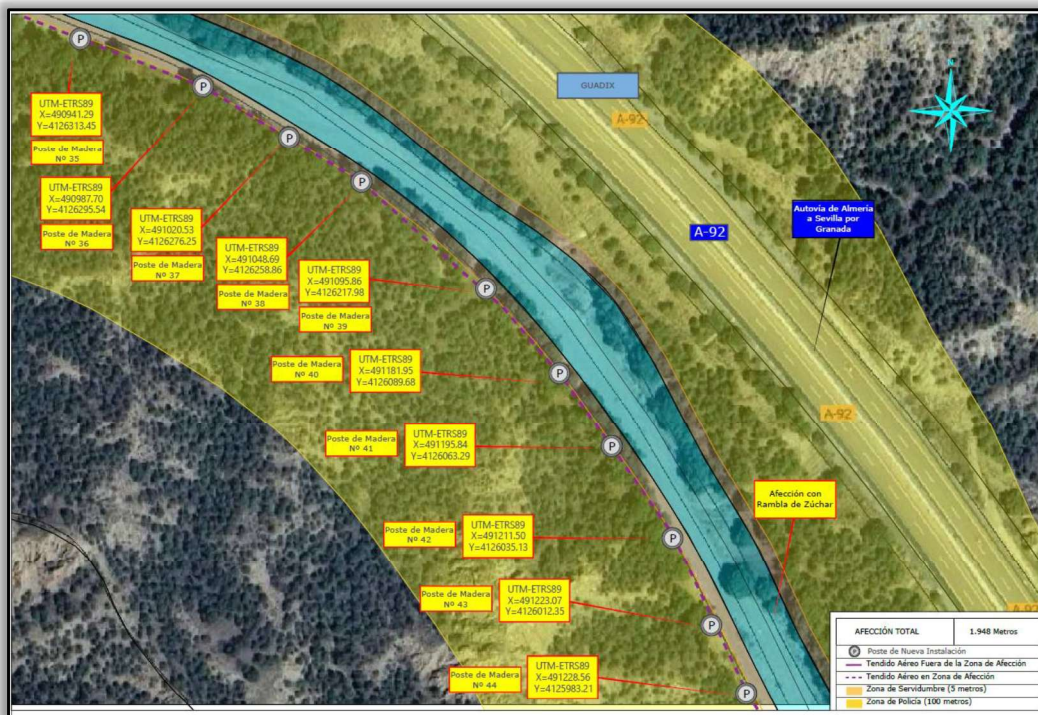 P
UTM-ETRS89
X=490941.29
Y=4126313.45
Poste de Madera
Nº 35
P
UTM-ETRS89
X=490987.70
Y=4126295.54
Poste de Madera
Nº 36
P
UTM-ETRS89
X=491020.53
Y=4126276.25
Poste de Madera
Nº 37
P
UTM-ETRS89
X=491048.69
Y=4126258.86
Poste de Madera
Nº 38
P
UTM-ETRS89
X=491095.86
Y=4126217.98
Poste de Madera
Nº 39
P
UTM-ETRS89
X=491181.95
Y=4126089.68
Poste de Madera
Nº 40
P
UTM-ETRS89
X=491195.84
Y=4126063.29
Poste de Madera
Nº 41
P
UTM-ETRS89
X=491211.50
Y=4126035.13
Poste de Madera
Nº 42
P
UTM-ETRS89
X=491223.07
Y=4126012.35
Poste de Madera
Nº 43
P
UTM-ETRS89
X=491228.56
Y=4125983.21
Poste de Madera
Nº 44
P
GUADIX
A-92
A-92
Autovía de Almería
a Sevilla por
Granada
A-92
Afección con
Rambla de Zúchar
A-92
N
AFECCIÓN TOTAL 1.948 Metros
P Poste de Nueva Instalación
Tendido Aéreo Fuera de la Zona de Afección
Tendido Aéreo en Zona de Afección
Zona de Servidumbre (5 metros)
Zona de Policía (100 metros)